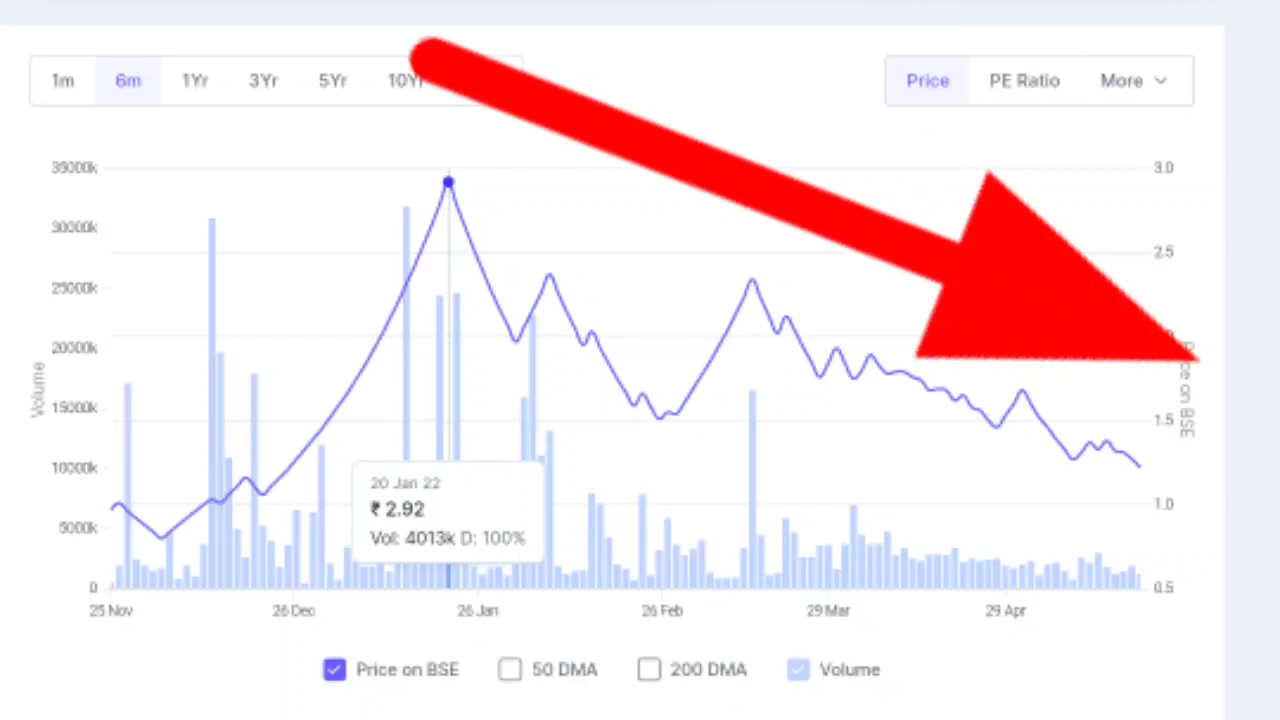 1m 6m 1Yr 3Yr 5Yr 10Yr
Price PE Ratio More
35000k
30000k
25000k
20000k
15000k
10000k
5000k
0
Volume
3.0
2.5
1.5
1.0
0.5
on BSE
20 Jan 22
₹ 2.92
Vol: 4013k D: 100%
25 Nov 26 Dec 26 Jan 26 Feb 29 Mar 29 Apr
Price on BSE 50 DMA 200 DMA Volume